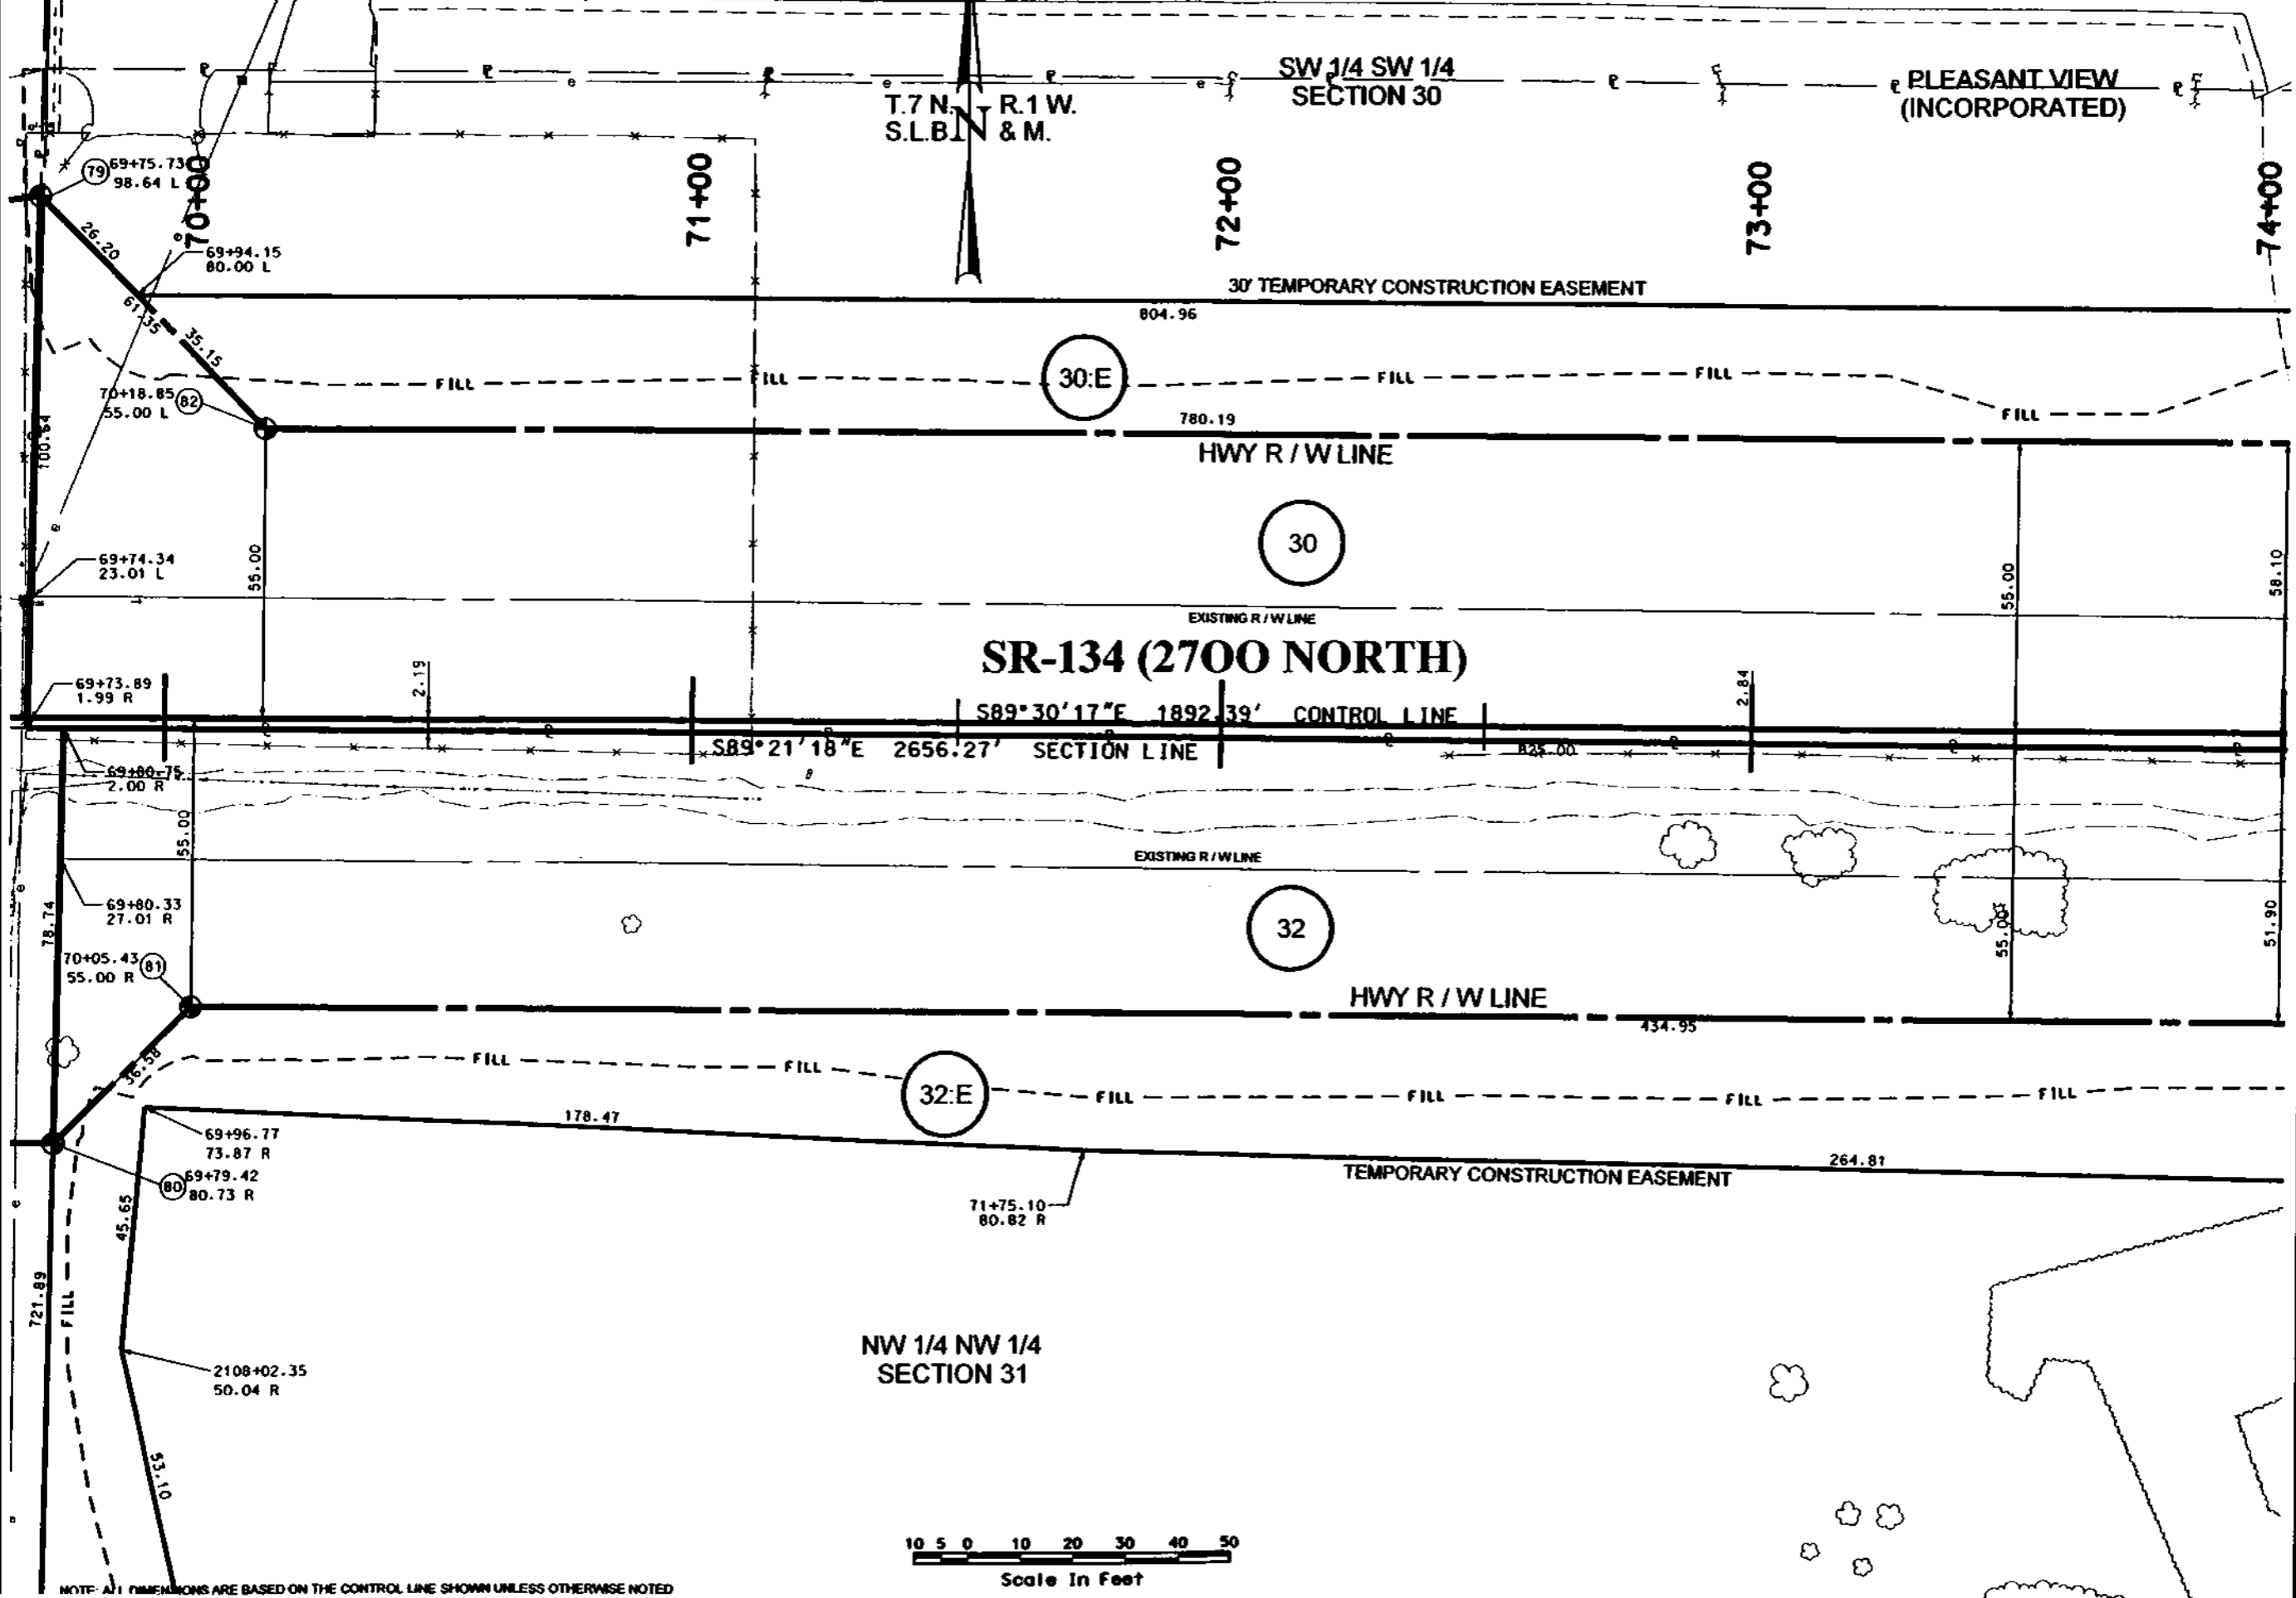 SW 1/4 SW 1/4
SECTION 30
PLEASANT VIEW
(INCORPORATED)
T.7 N. R.1 W.
S.L.B. & M.
N
79
69+75.73
98.64 L
70+00
71+00
72+00
73+00
74+00
26.20
69+94.15
80.00 L
61.35
35.15
30' TEMPORARY CONSTRUCTION EASEMENT
804.96
30:E
FILL
FILL
FILL
FILL
FILL
70+18.85
55.00 L
82
780.19
HWY R / W LINE
100.64
30
55.00
55.00
58.10
69+74.34
23.01 L
EXISTING R / W LINE
SR-134 (2700 NORTH)
69+73.89
1.99 R
2.19
2.84
S89°30'17"E 1892.39' CONTROL LINE
S89°21'18"E 2656.27' SECTION LINE
825.00
69+80.75
2.00 R
55.00
EXISTING R / W LINE
69+80.33
27.01 R
78.74
32
55.00
51.90
70+05.43
55.00 R
81
HWY R / W LINE
434.95
36.58
FILL
FILL
32:E
FILL
FILL
FILL
FILL
178.47
69+96.77
73.87 R
80
69+79.42
80.73 R
264.81
TEMPORARY CONSTRUCTION EASEMENT
71+75.10
80.82 R
45.65
721.89
FILL
NW 1/4 NW 1/4
SECTION 31
2108+02.35
50.04 R
53.10
10 5 0 10 20 30 40 50
Scale In Feet
NOTE: ALL DIMENSIONS ARE BASED ON THE CONTROL LINE SHOWN UNLESS OTHERWISE NOTED